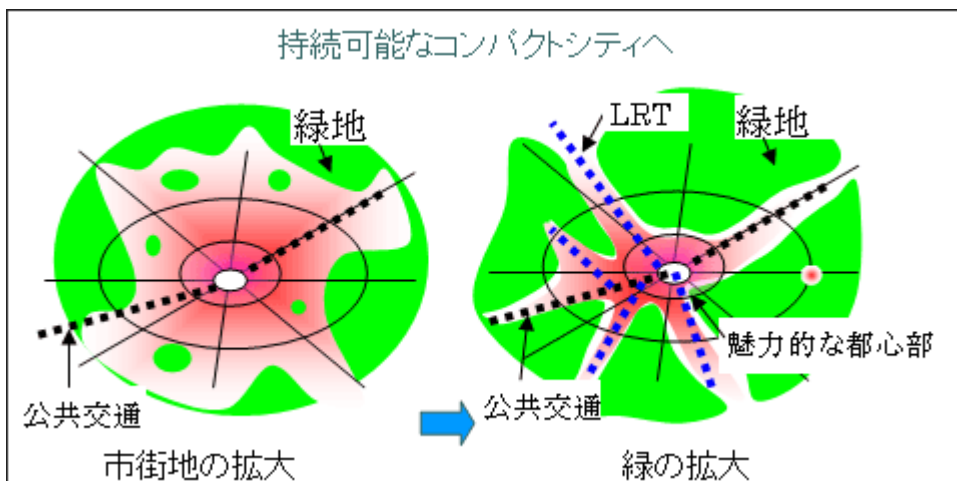 持続可能なコンパクトシティへ
緑地
公共交通
市街地の拡大
LRT
緑地
魅力的な都心部
公共交通
緑の拡大